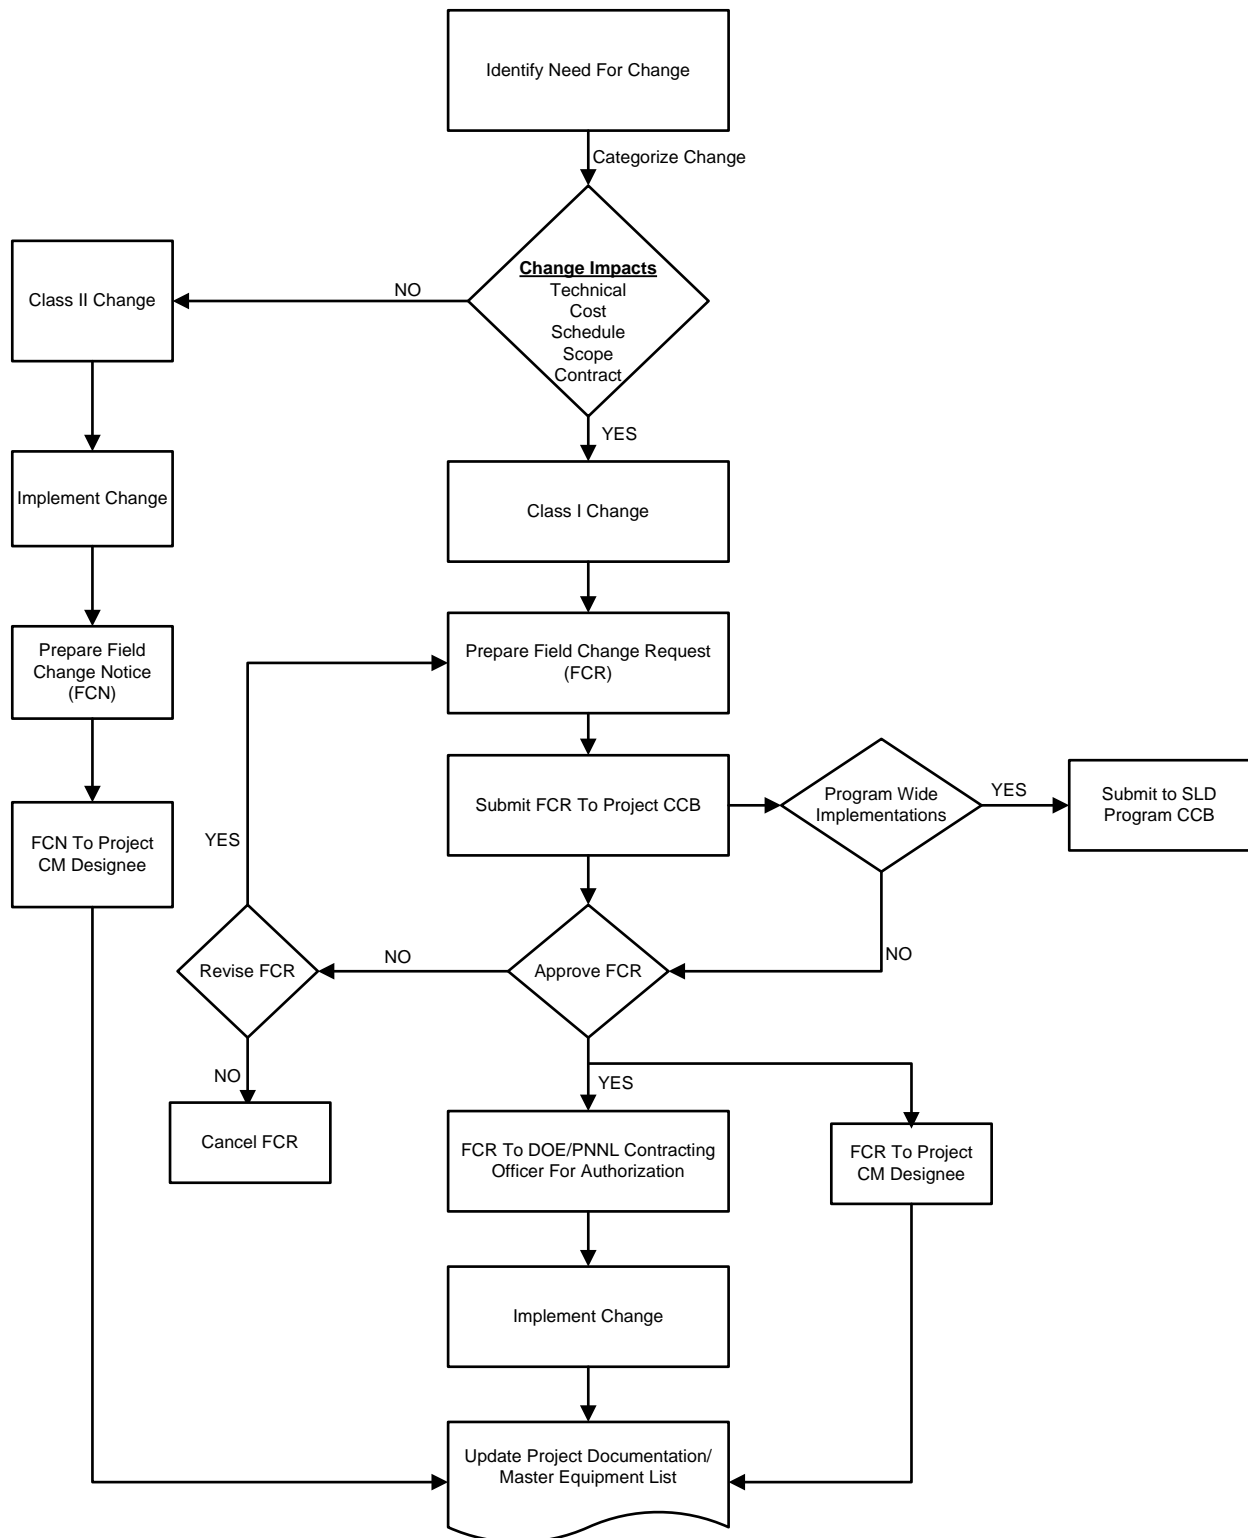 Identify Need For Change
Categorize Change
Change Impacts
Technical
Cost
Schedule
Scope
Contract
NO
Class II Change
YES
Class I Change
Implement Change
Prepare Field
Change Notice
(FCN)
Prepare Field Change Request
(FCR)
Submit FCR To Project CCB
Program Wide
Implementations
YES
Submit to SLD
Program CCB
FCN To Project
CM Designee
YES
NO
Revise FCR
NO
Approve FCR
NO
Cancel FCR
YES
FCR To DOE/PNNL Contracting
Officer For Authorization
FCR To Project
CM Designee
Implement Change
Update Project Documentation/
Master Equipment List